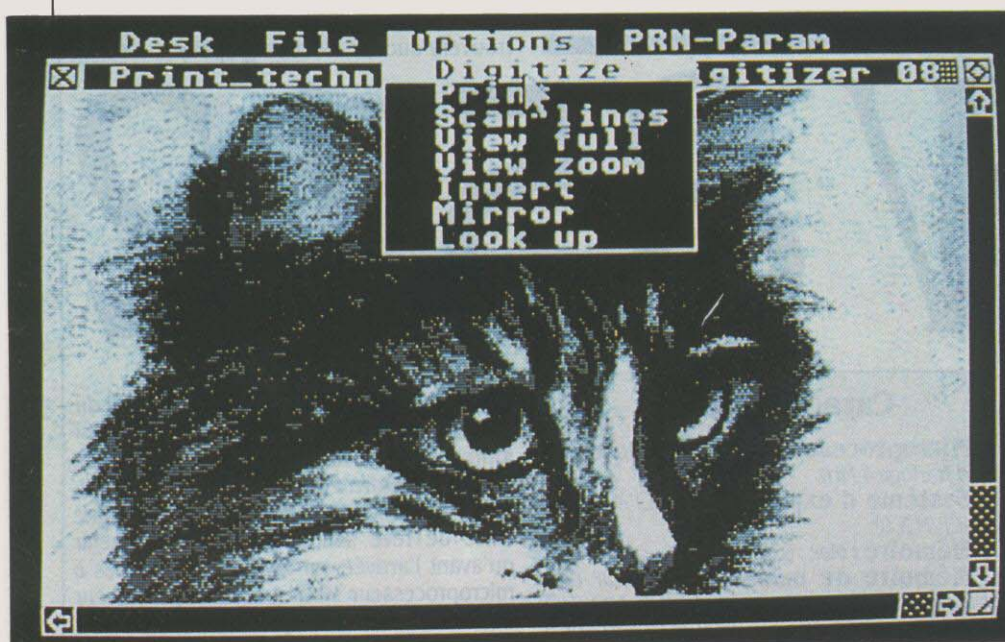 Desk File Options PRN-Param
Print_techn igitizer 08
Digitize
Print
Scan lines
View full
View zoom
Invert
Mirror
Look up